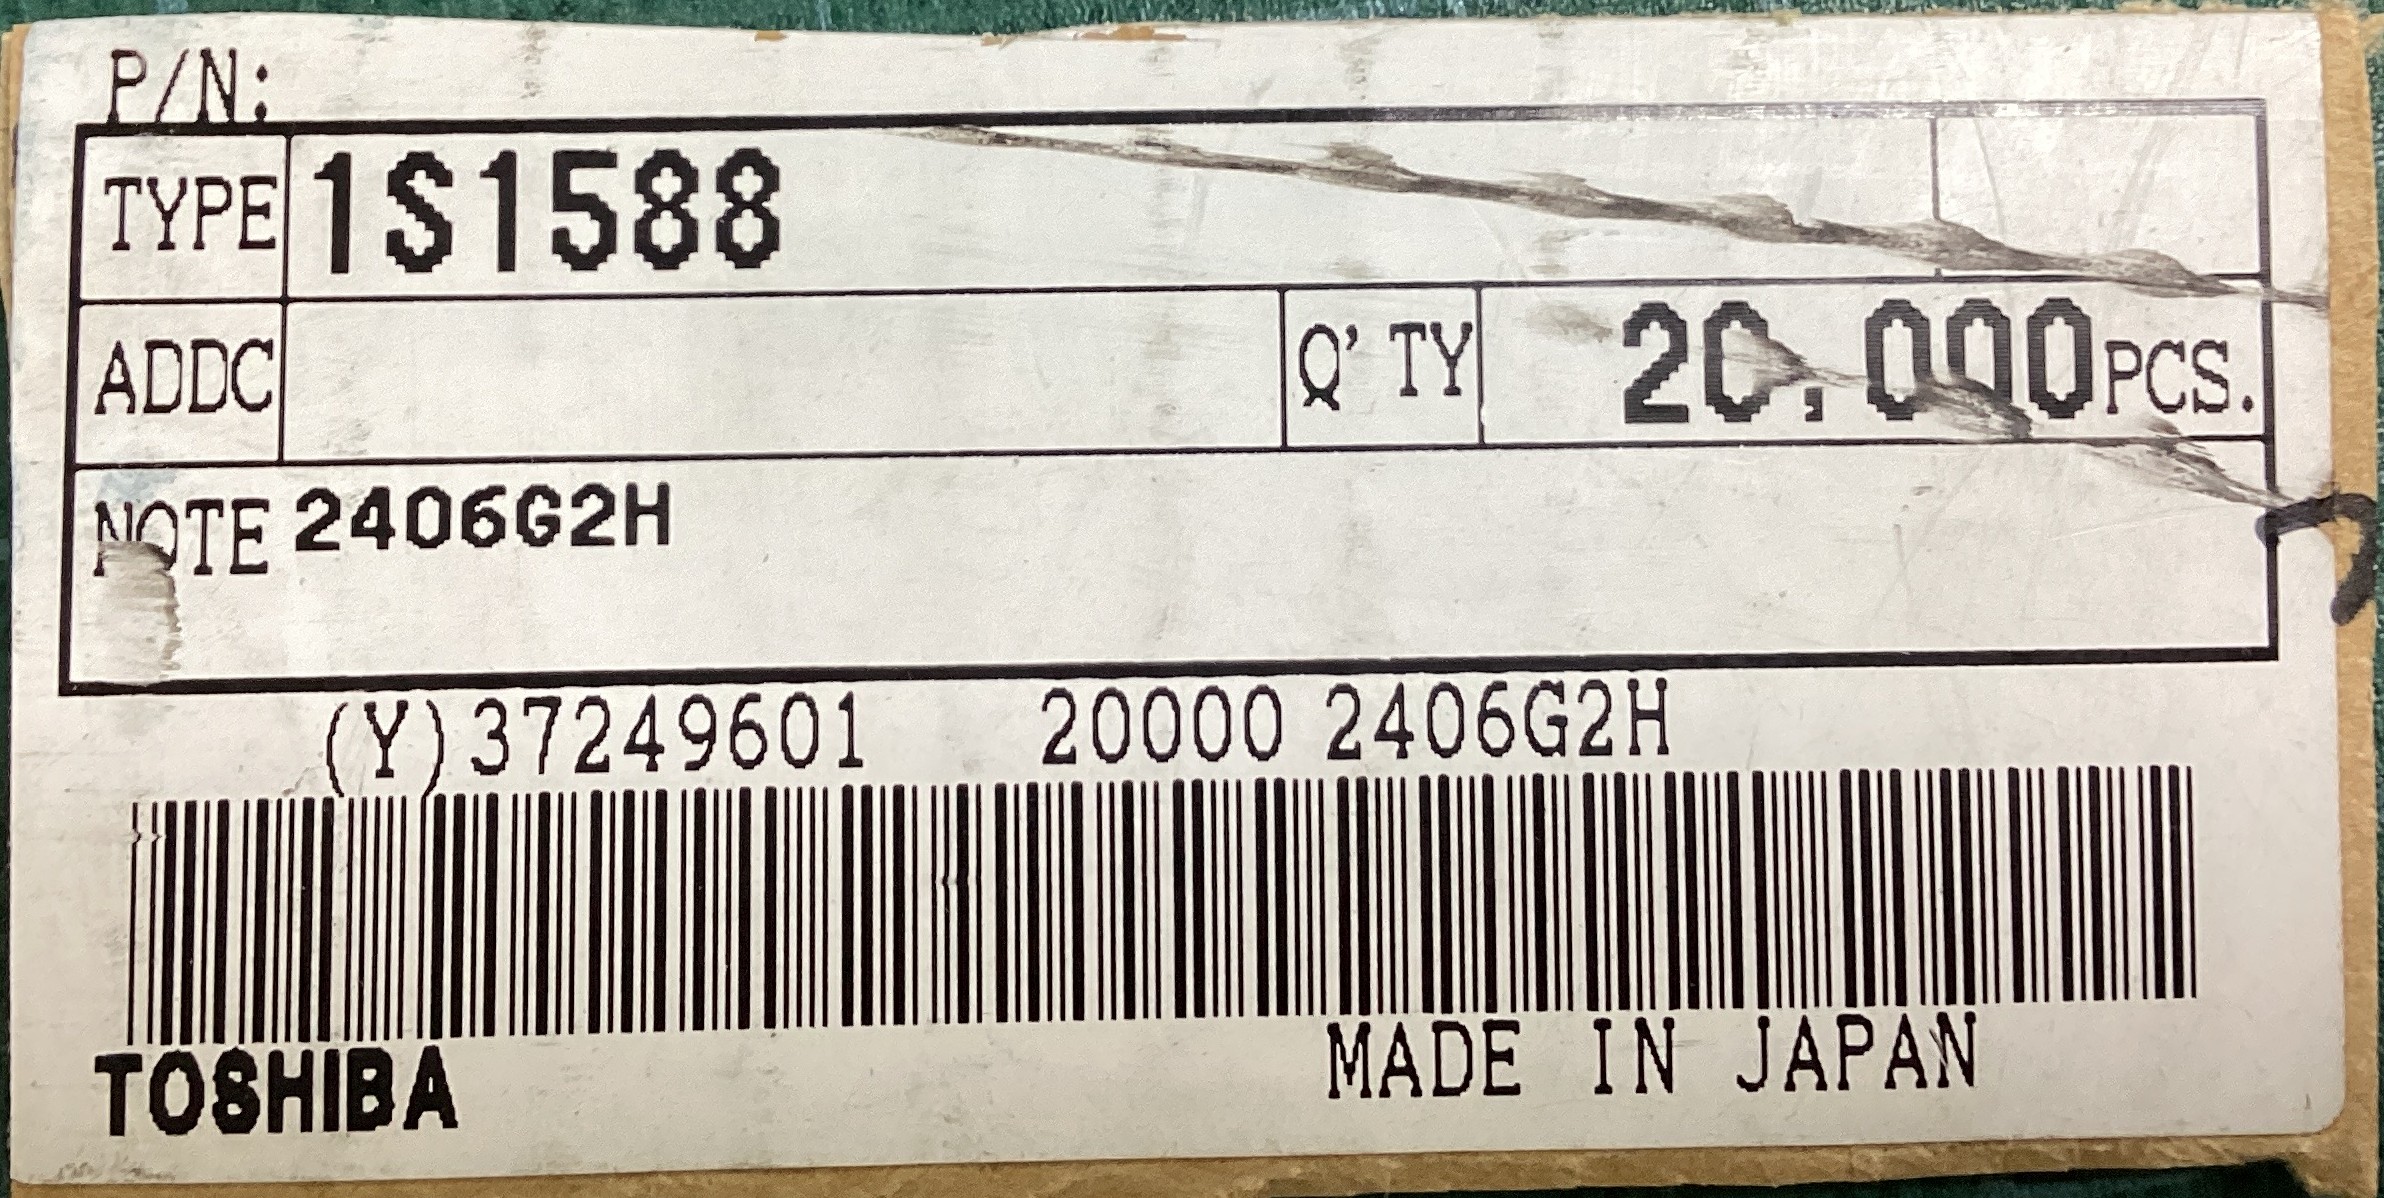 P/N:
TYPE 1S1588
ADDC Q'TY 20,000 PCS.
NOTE 2406G2H
(Y)37249601 20000 2406G2H
TOSHIBA MADE IN JAPAN